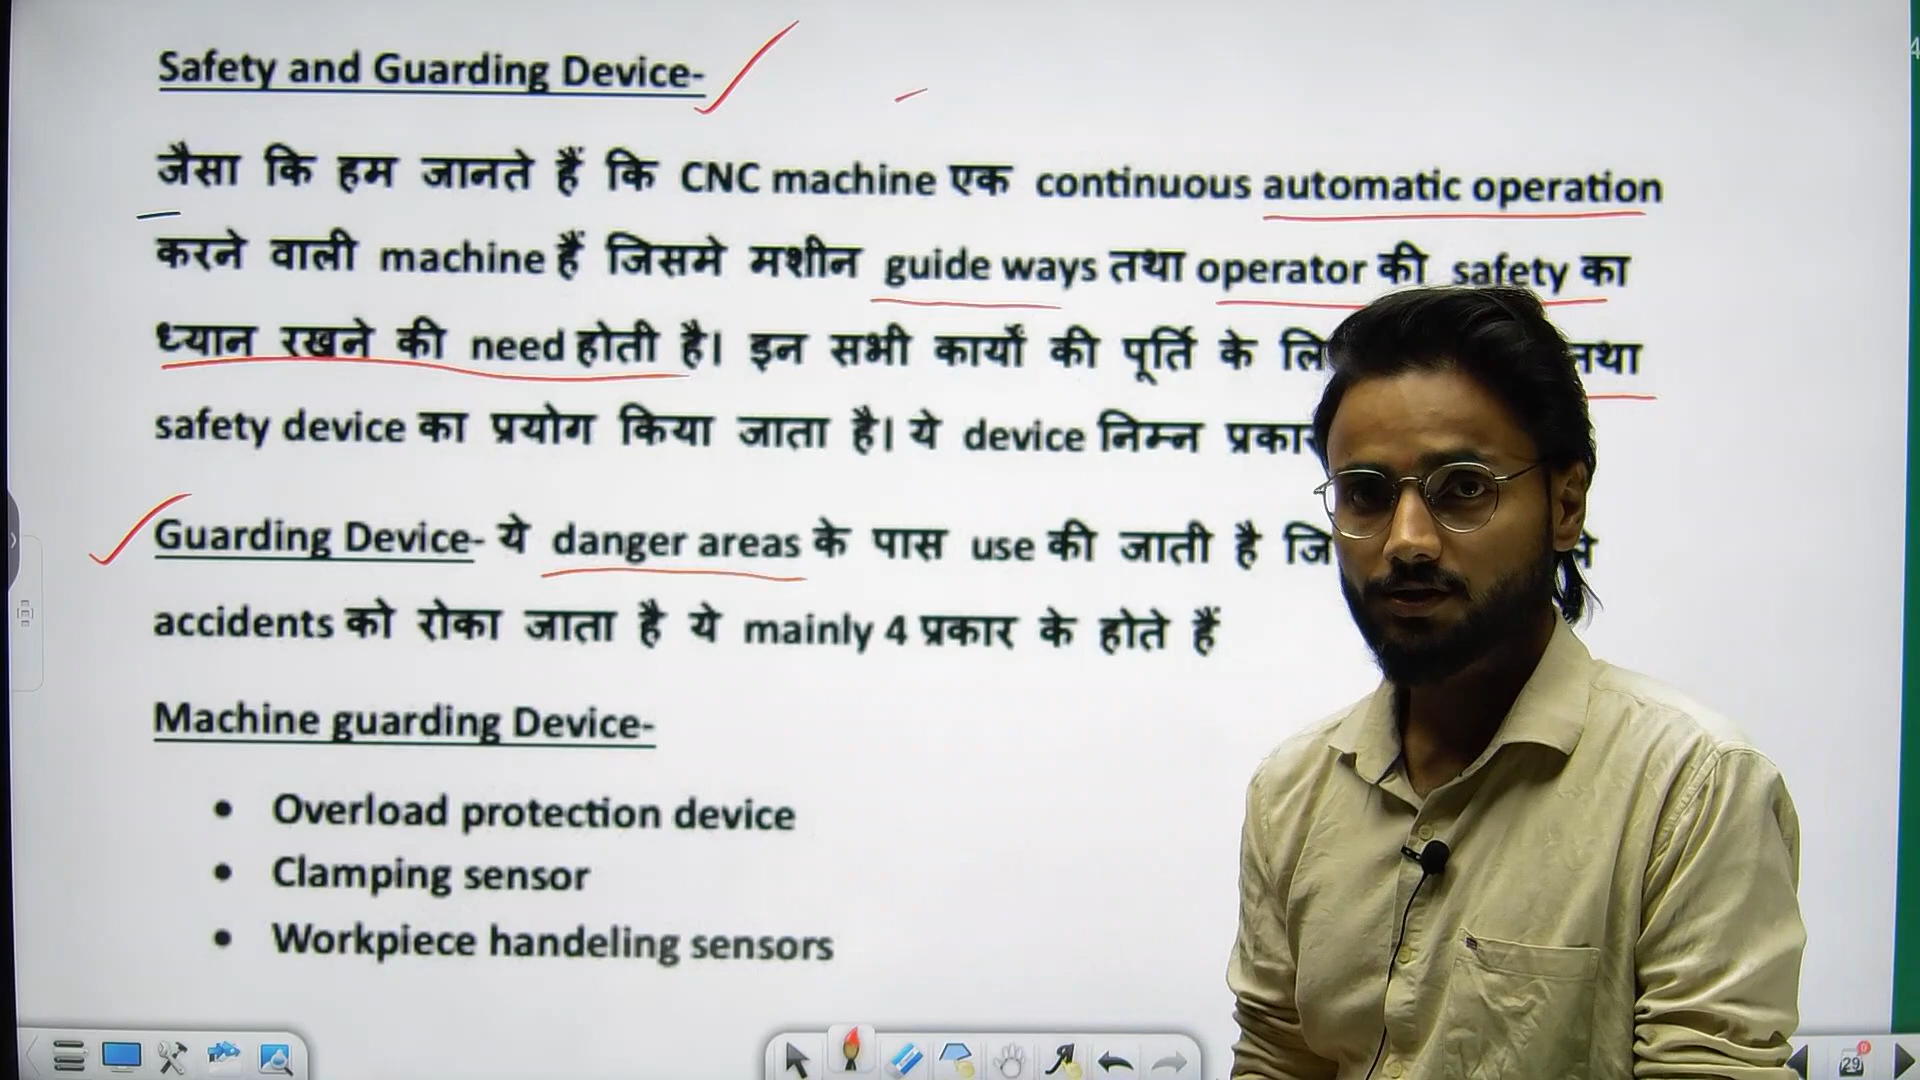 Safety and Guarding Device-
जैसा कि हम जानते हैं कि CNC machine एक continuous automatic operation
करने वाली machine हैं जिसमे मशीन guide ways तथा operator की safety का
ध्यान रखने की need होती है। इन सभी कार्यों की पूर्ति के तथा
safety device का प्रयोग किया जाता है। ये device निम्न
Guarding Device- ये danger areas के पास use की जाती है
accidents को रोका जाता है ये mainly 4 प्रकार के होते हैं
Machine guarding Device-
• Overload protection device
• Clamping sensor
• Workpiece handeling sensors
29